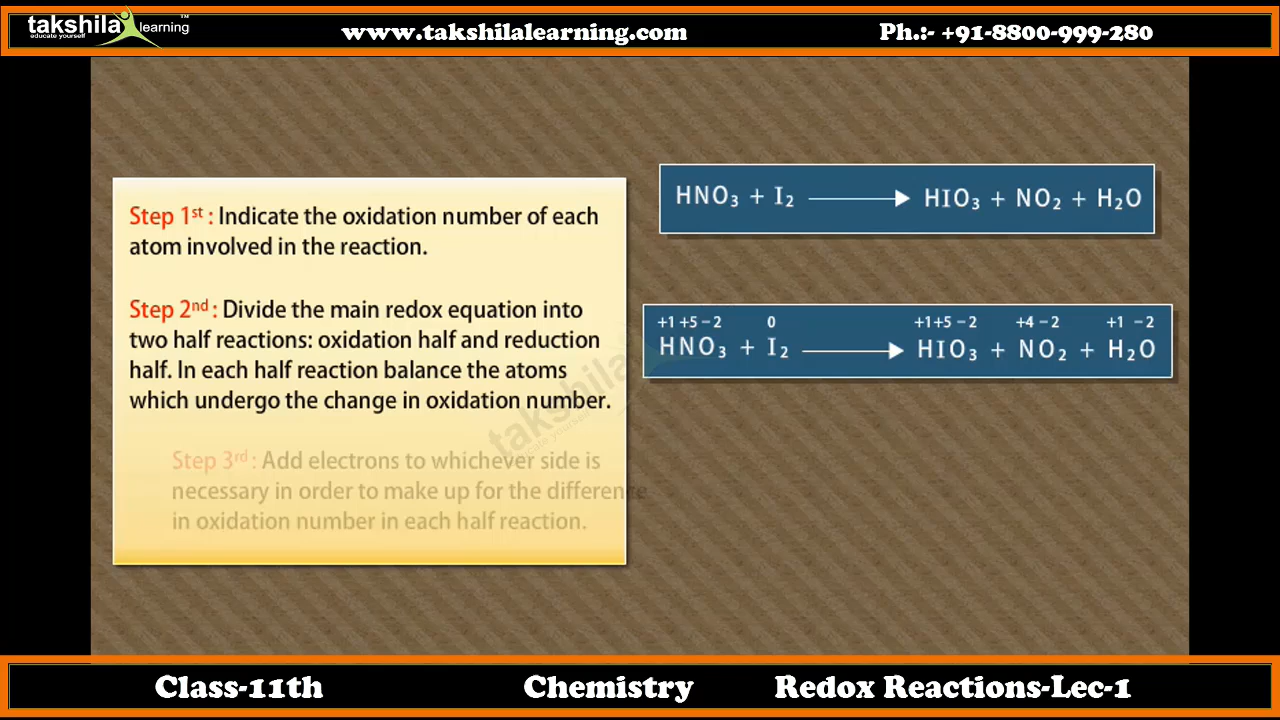 takshila learning ™
educate yourself
www.takshilalearning.com
Ph.:- +91-8800-999-280
Step 1st : Indicate the oxidation number of each
atom involved in the reaction.
Step 2nd : Divide the main redox equation into
two half reactions: oxidation half and reduction
half. In each half reaction balance the atoms
which undergo the change in oxidation number.
Step 3rd : Add electrons to whichever side is
necessary in order to make up for the difference
in oxidation number in each half reaction.
takshila
educate yourself
HNO₃ + I₂ ⟶ HIO₃ + NO₂ + H₂O
+1 +5 −2 0 +1 +5 −2 +4 −2 +1 −2
HNO₃ + I₂ ⟶ HIO₃ + NO₂ + H₂O
Class-11th
Chemistry
Redox Reactions-Lec-1